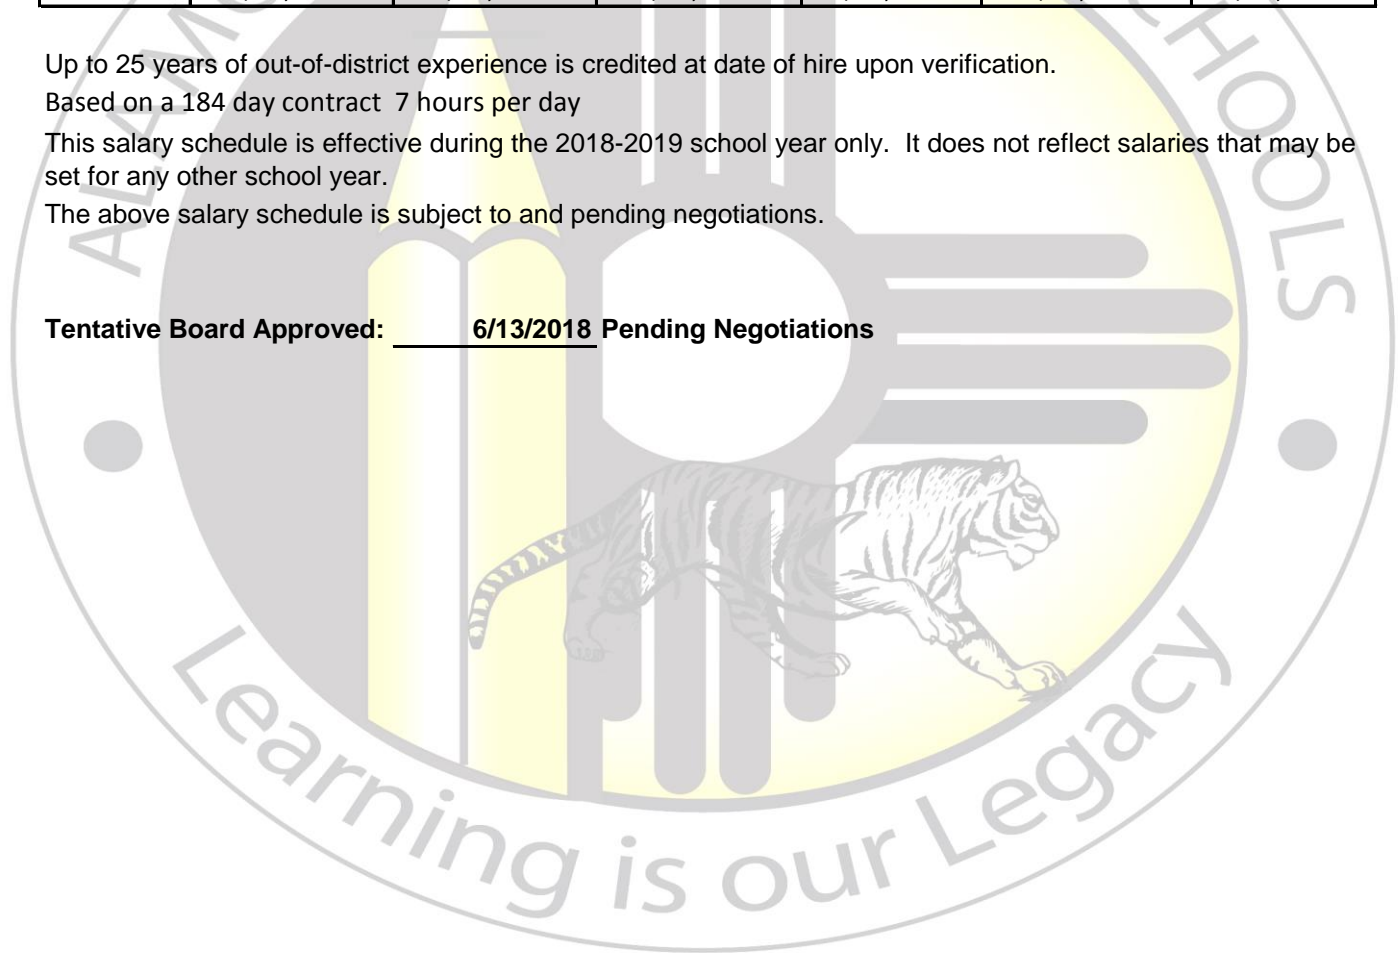 Up to 25 years of out-of-district experience is credited at date of hire upon verification.
Based on a 184 day contract  7 hours per day
This salary schedule is effective during the 2018-2019 school year only.  It does not reflect salaries that may be
set for any other school year.
The above salary schedule is subject to and pending negotiations.
Tentative Board Approved: 6/13/2018 Pending Negotiations
Learning is our Legacy